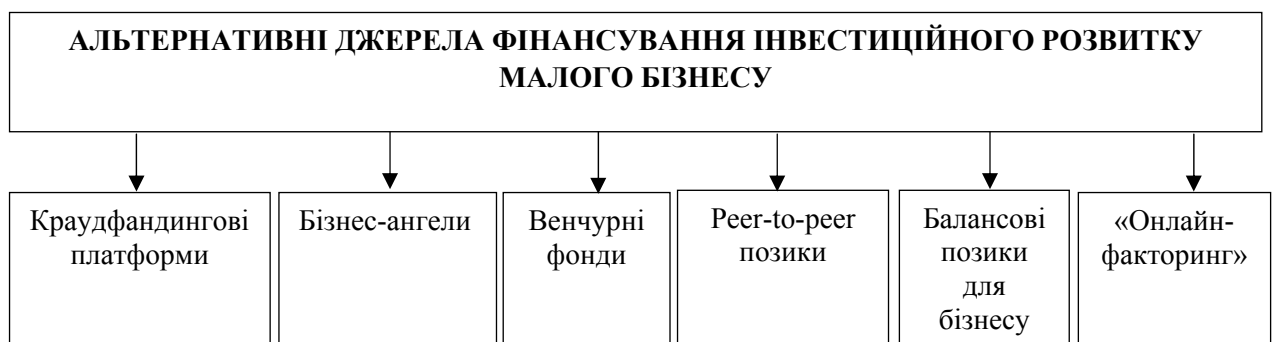 АЛЬТЕРНАТИВНІ ДЖЕРЕЛА ФІНАНСУВАННЯ ІНВЕСТИЦІЙНОГО РОЗВИТКУ
МАЛОГО БІЗНЕСУ
Краудфандингові
платформи
Бізнес-ангели
Венчурні
фонди
Peer-to-peer
позики
Балансові
позики
для
бізнесу
«Онлайн-
факторинг»